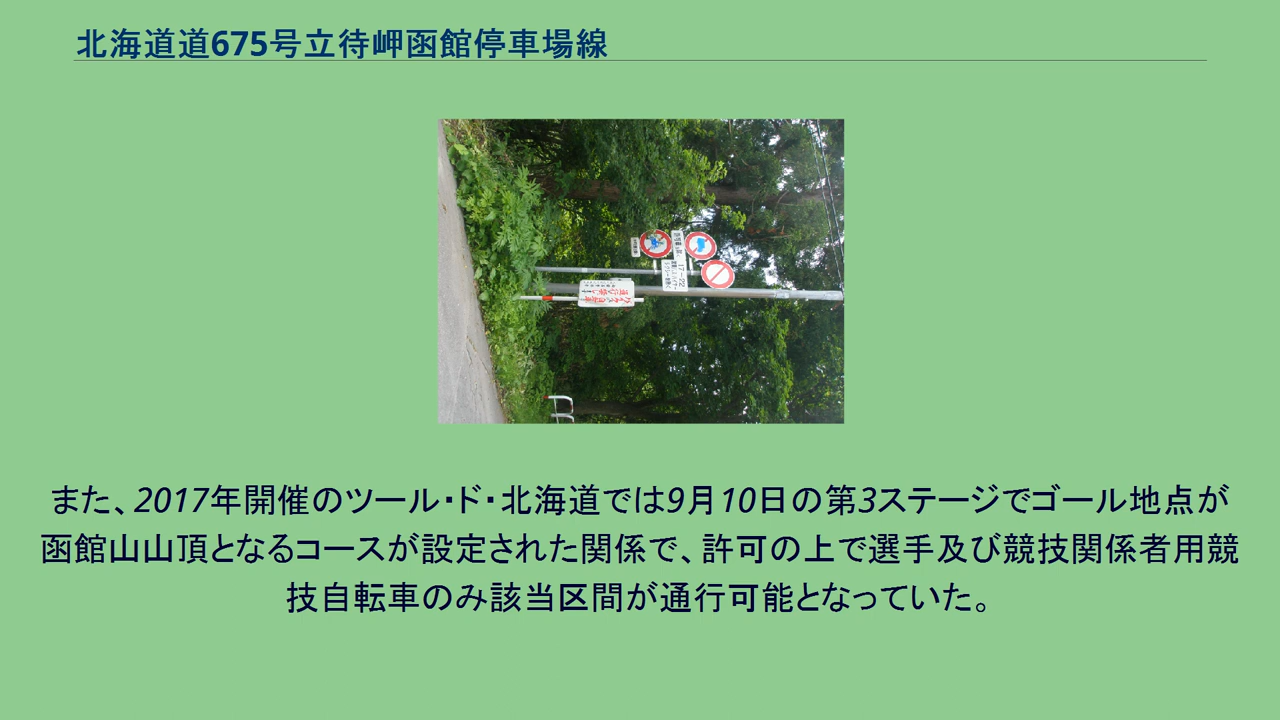 北海道道675号立待岬函館停車場線
17-22
また、2017年開催のツール・ド・北海道では9月10日の第3ステージでゴール地点が
函館山山頂となるコースが設定された関係で、許可の上で選手及び競技関係者用競
技自転車のみ該当区間が通行可能となっていた。